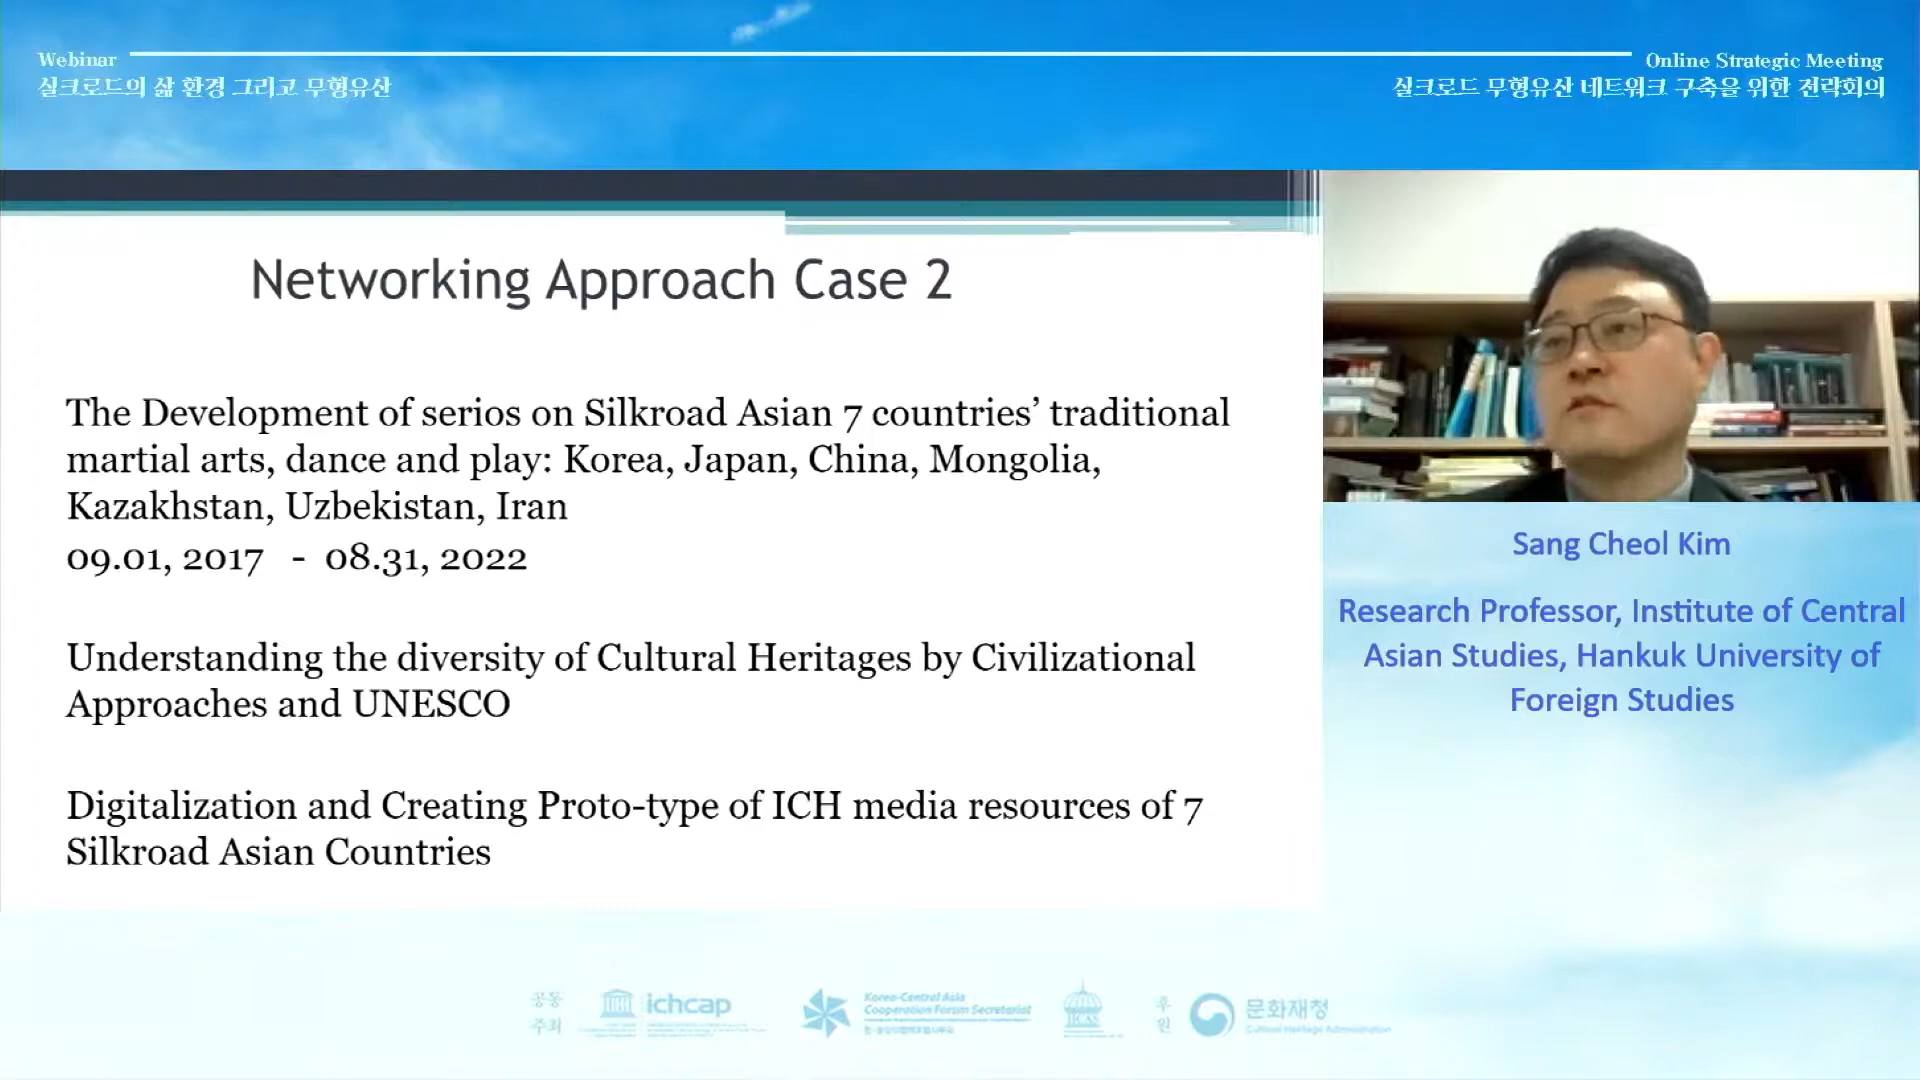 Webinar
실크로드의 삶 환경 그리고 무형유산
Online Strategic Meeting
실크로드 무형유산 네트워크 구축을 위한 전략회의
Networking Approach Case 2
The Development of serios on Silkroad Asian 7 countries’ traditional
martial arts, dance and play: Korea, Japan, China, Mongolia,
Kazakhstan, Uzbekistan, Iran
09.01, 2017 - 08.31, 2022
Understanding the diversity of Cultural Heritages by Civilizational
Approaches and UNESCO
Digitalization and Creating Proto-type of ICH media resources of 7
Silkroad Asian Countries
Sang Cheol Kim
Research Professor, Institute of Central
Asian Studies, Hankuk University of
Foreign Studies
공동
주최
ichcap
Korea-Central Asia
Cooperation Forum Secretariat
IICAS
후
원
문화재청
Cultural Heritage Administration